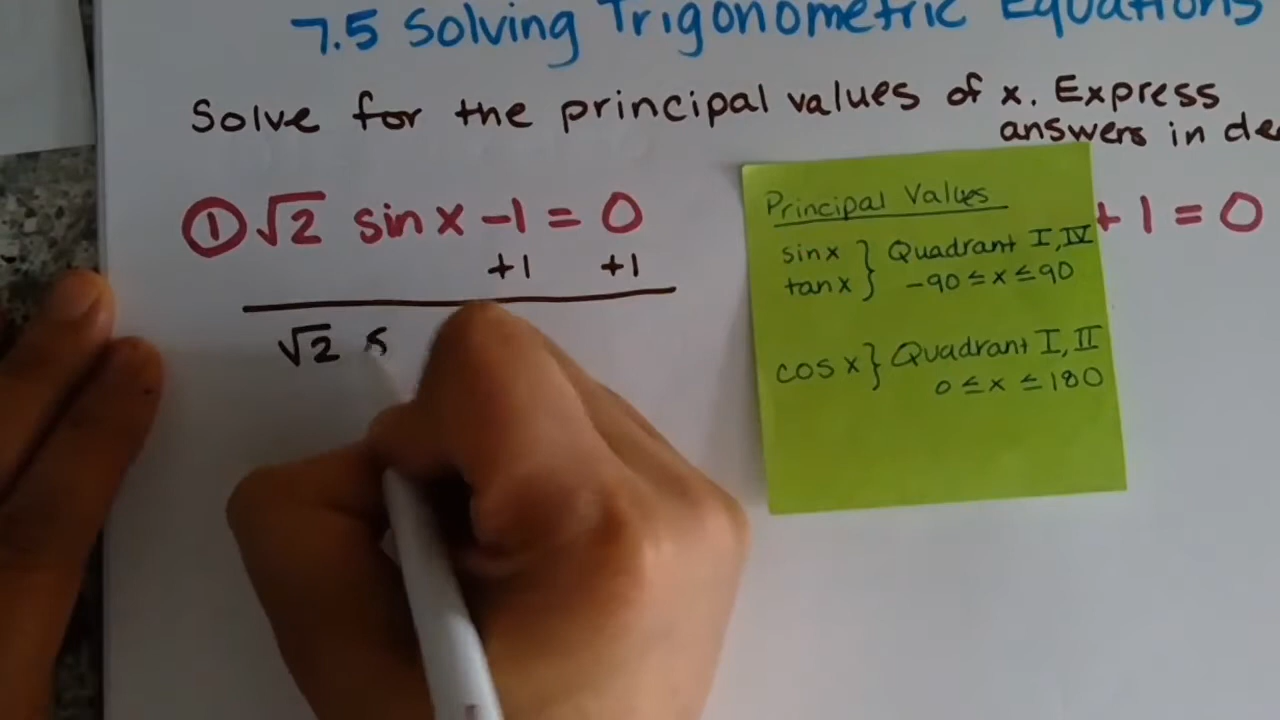 7.5 Solving Trigonometric Equations
Solve for the principal values of x. Express
answers in de
① √2 sin x -1 = 0
+1 +1
√2 s
Principal Values
sin x } Quadrant I, IV
tan x } -90 ≤ x ≤ 90
cos x } Quadrant I, II
0 ≤ x ≤ 180
+ 1 = 0